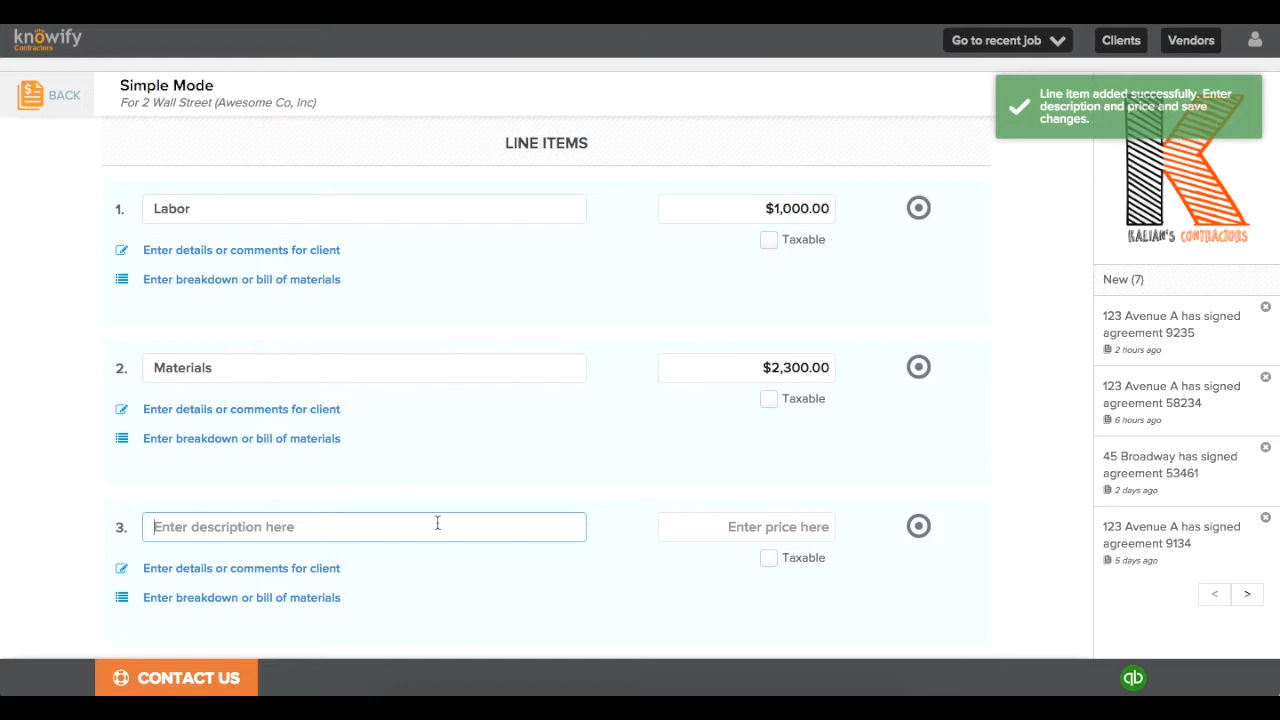 knowify
Contractors
Go to recent job
Clients
Vendors
BACK
Simple Mode
For 2 Wall Street (Awesome Co, Inc)
Line item added successfully. Enter
description and price and save
changes.
KALIAN'S CONTRACTORS
LINE ITEMS
1. Labor $1,000.00
Taxable
Enter details or comments for client
Enter breakdown or bill of materials
2. Materials $2,300.00
Taxable
Enter details or comments for client
Enter breakdown or bill of materials
3. Enter description here Enter price here
Taxable
Enter details or comments for client
Enter breakdown or bill of materials
New (7)
123 Avenue A has signed
agreement 9235
2 hours ago
123 Avenue A has signed
agreement 58234
6 hours ago
45 Broadway has signed
agreement 53461
2 days ago
123 Avenue A has signed
agreement 9134
5 days ago
< >
CONTACT US
qb